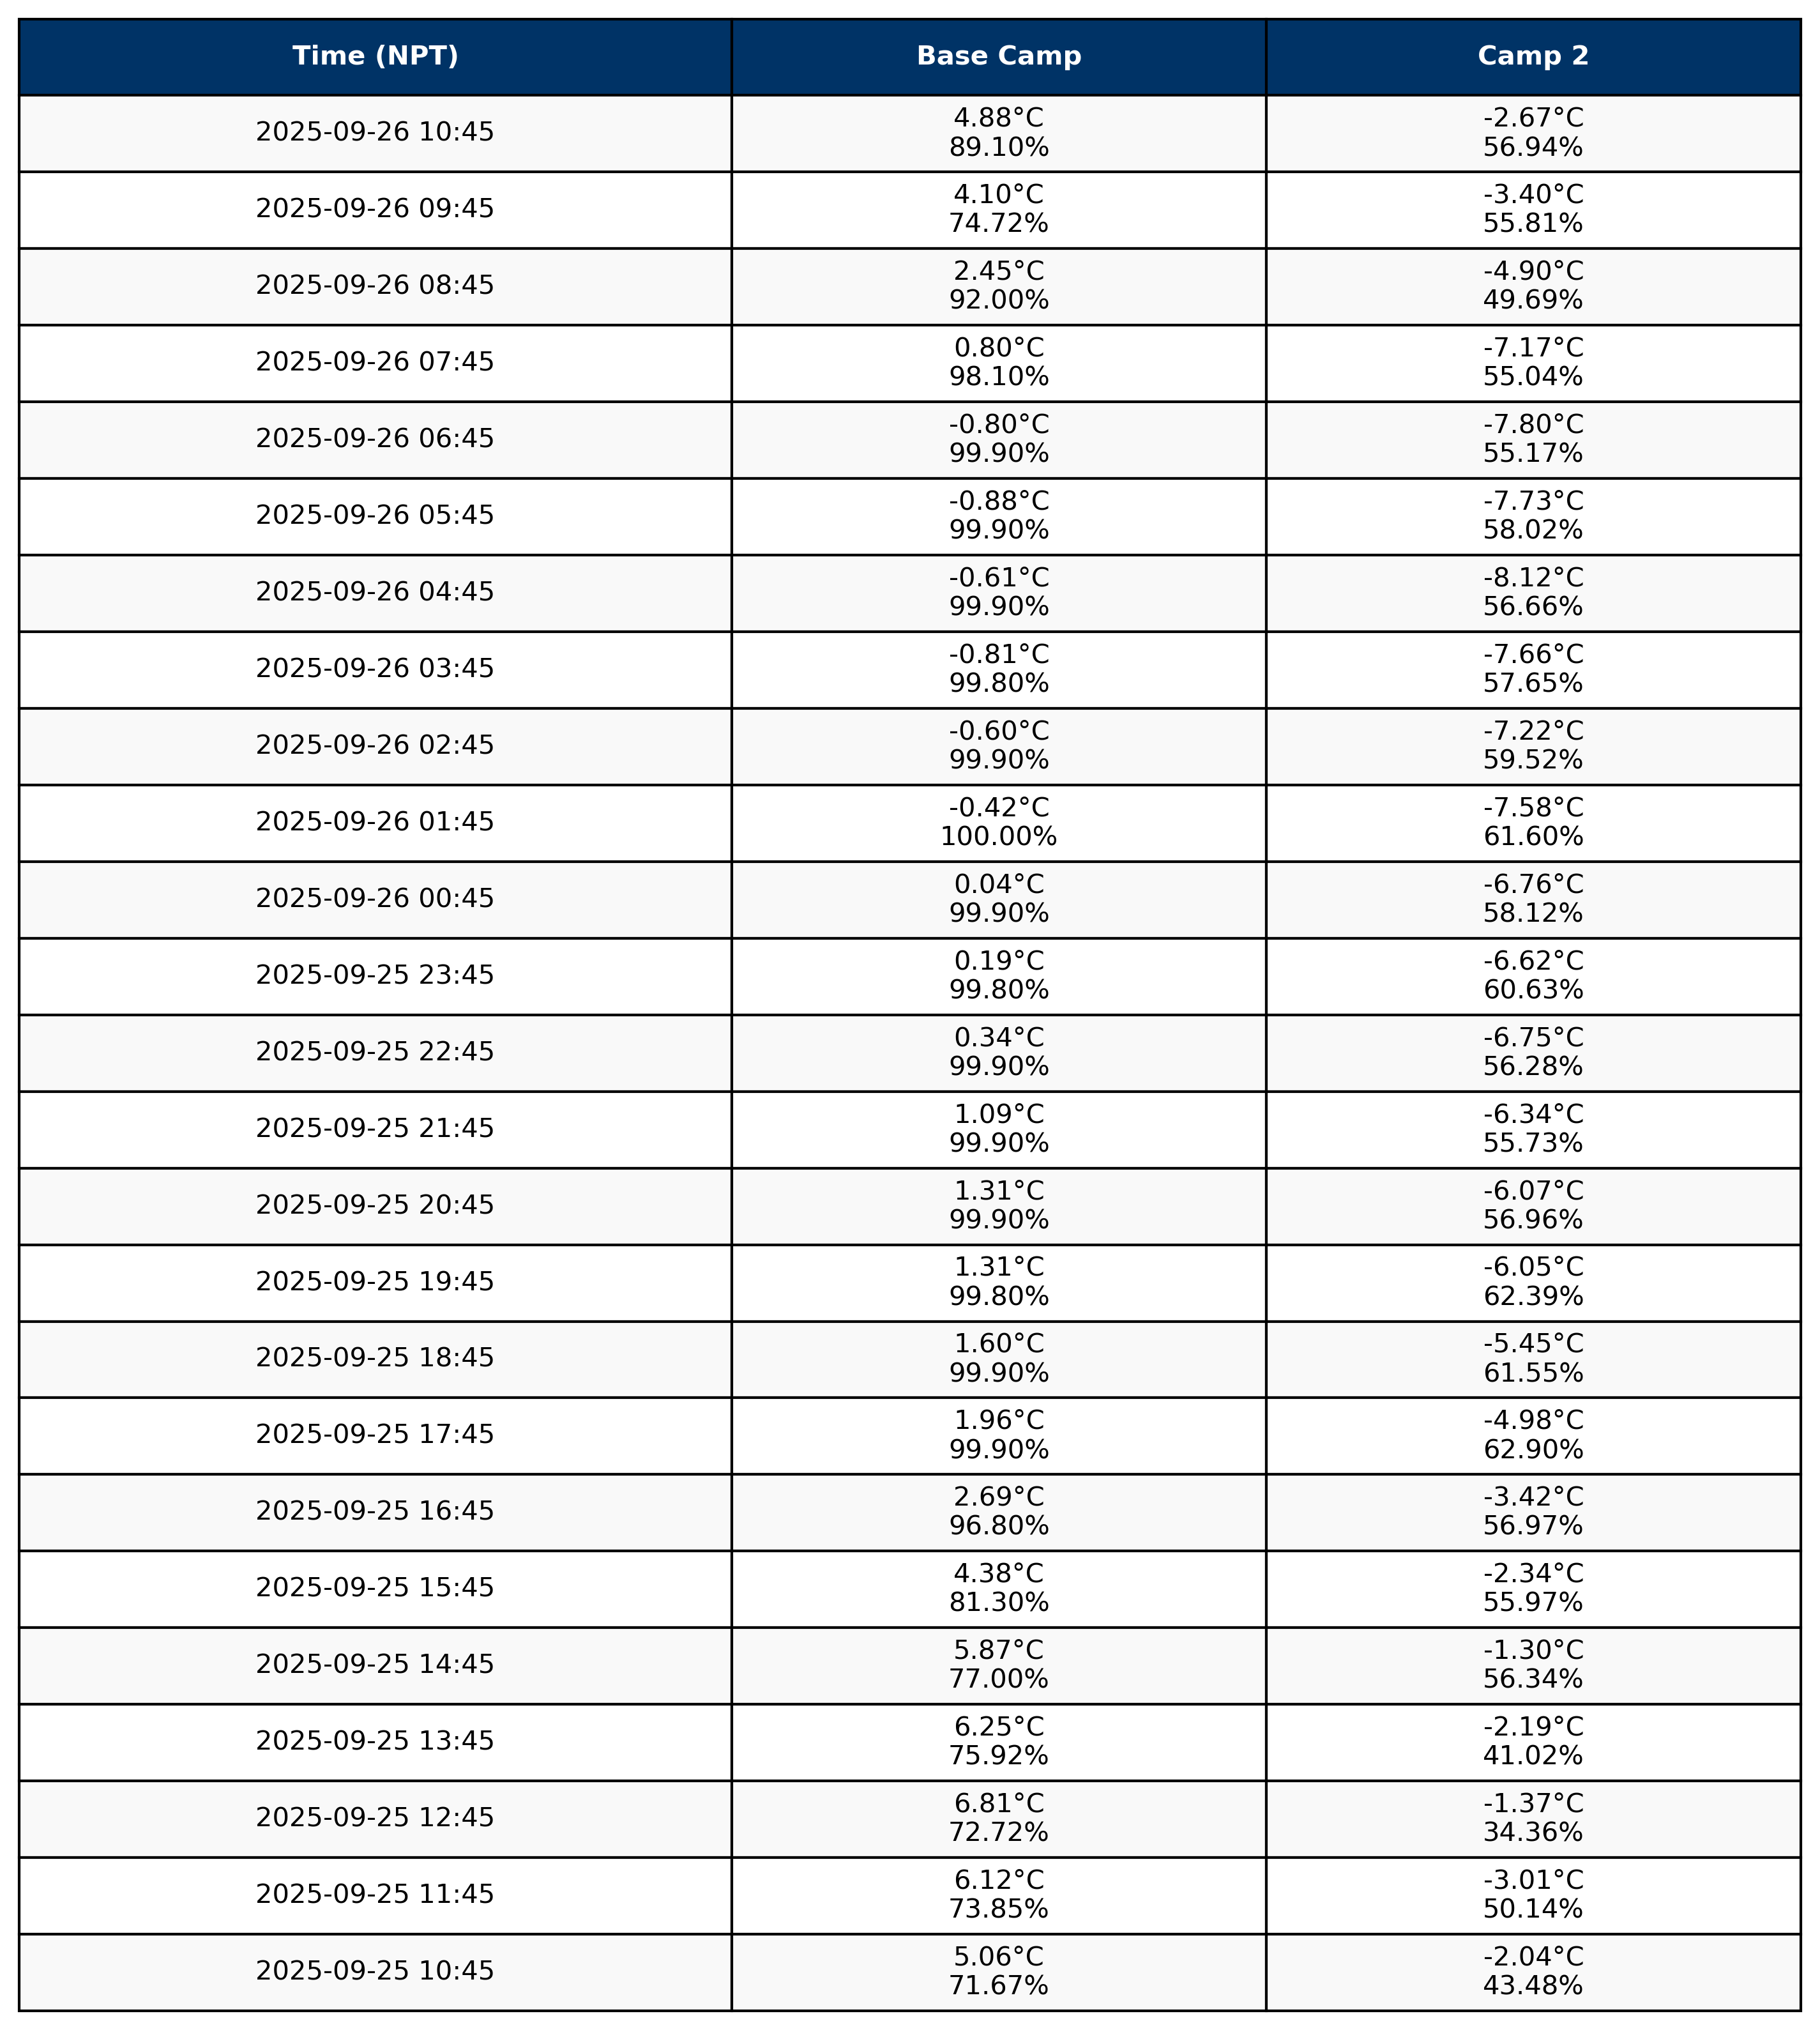 Time (NPT) Base Camp Camp 2
2025-09-26 10:45 4.88°C -2.67°C
89.10% 56.94%
2025-09-26 09:45 4.10°C -3.40°C
74.72% 55.81%
2025-09-26 08:45 2.45°C -4.90°C
92.00% 49.69%
2025-09-26 07:45 0.80°C -7.17°C
98.10% 55.04%
2025-09-26 06:45 -0.80°C -7.80°C
99.90% 55.17%
2025-09-26 05:45 -0.88°C -7.73°C
99.90% 58.02%
2025-09-26 04:45 -0.61°C -8.12°C
99.90% 56.66%
2025-09-26 03:45 -0.81°C -7.66°C
99.80% 57.65%
2025-09-26 02:45 -0.60°C -7.22°C
99.90% 59.52%
2025-09-26 01:45 -0.42°C -7.58°C
100.00% 61.60%
2025-09-26 00:45 0.04°C -6.76°C
99.90% 58.12%
2025-09-25 23:45 0.19°C -6.62°C
99.80% 60.63%
2025-09-25 22:45 0.34°C -6.75°C
99.90% 56.28%
2025-09-25 21:45 1.09°C -6.34°C
99.90% 55.73%
2025-09-25 20:45 1.31°C -6.07°C
99.90% 56.96%
2025-09-25 19:45 1.31°C -6.05°C
99.80% 62.39%
2025-09-25 18:45 1.60°C -5.45°C
99.90% 61.55%
2025-09-25 17:45 1.96°C -4.98°C
99.90% 62.90%
2025-09-25 16:45 2.69°C -3.42°C
96.80% 56.97%
2025-09-25 15:45 4.38°C -2.34°C
81.30% 55.97%
2025-09-25 14:45 5.87°C -1.30°C
77.00% 56.34%
2025-09-25 13:45 6.25°C -2.19°C
75.92% 41.02%
2025-09-25 12:45 6.81°C -1.37°C
72.72% 34.36%
2025-09-25 11:45 6.12°C -3.01°C
73.85% 50.14%
2025-09-25 10:45 5.06°C -2.04°C
71.67% 43.48%